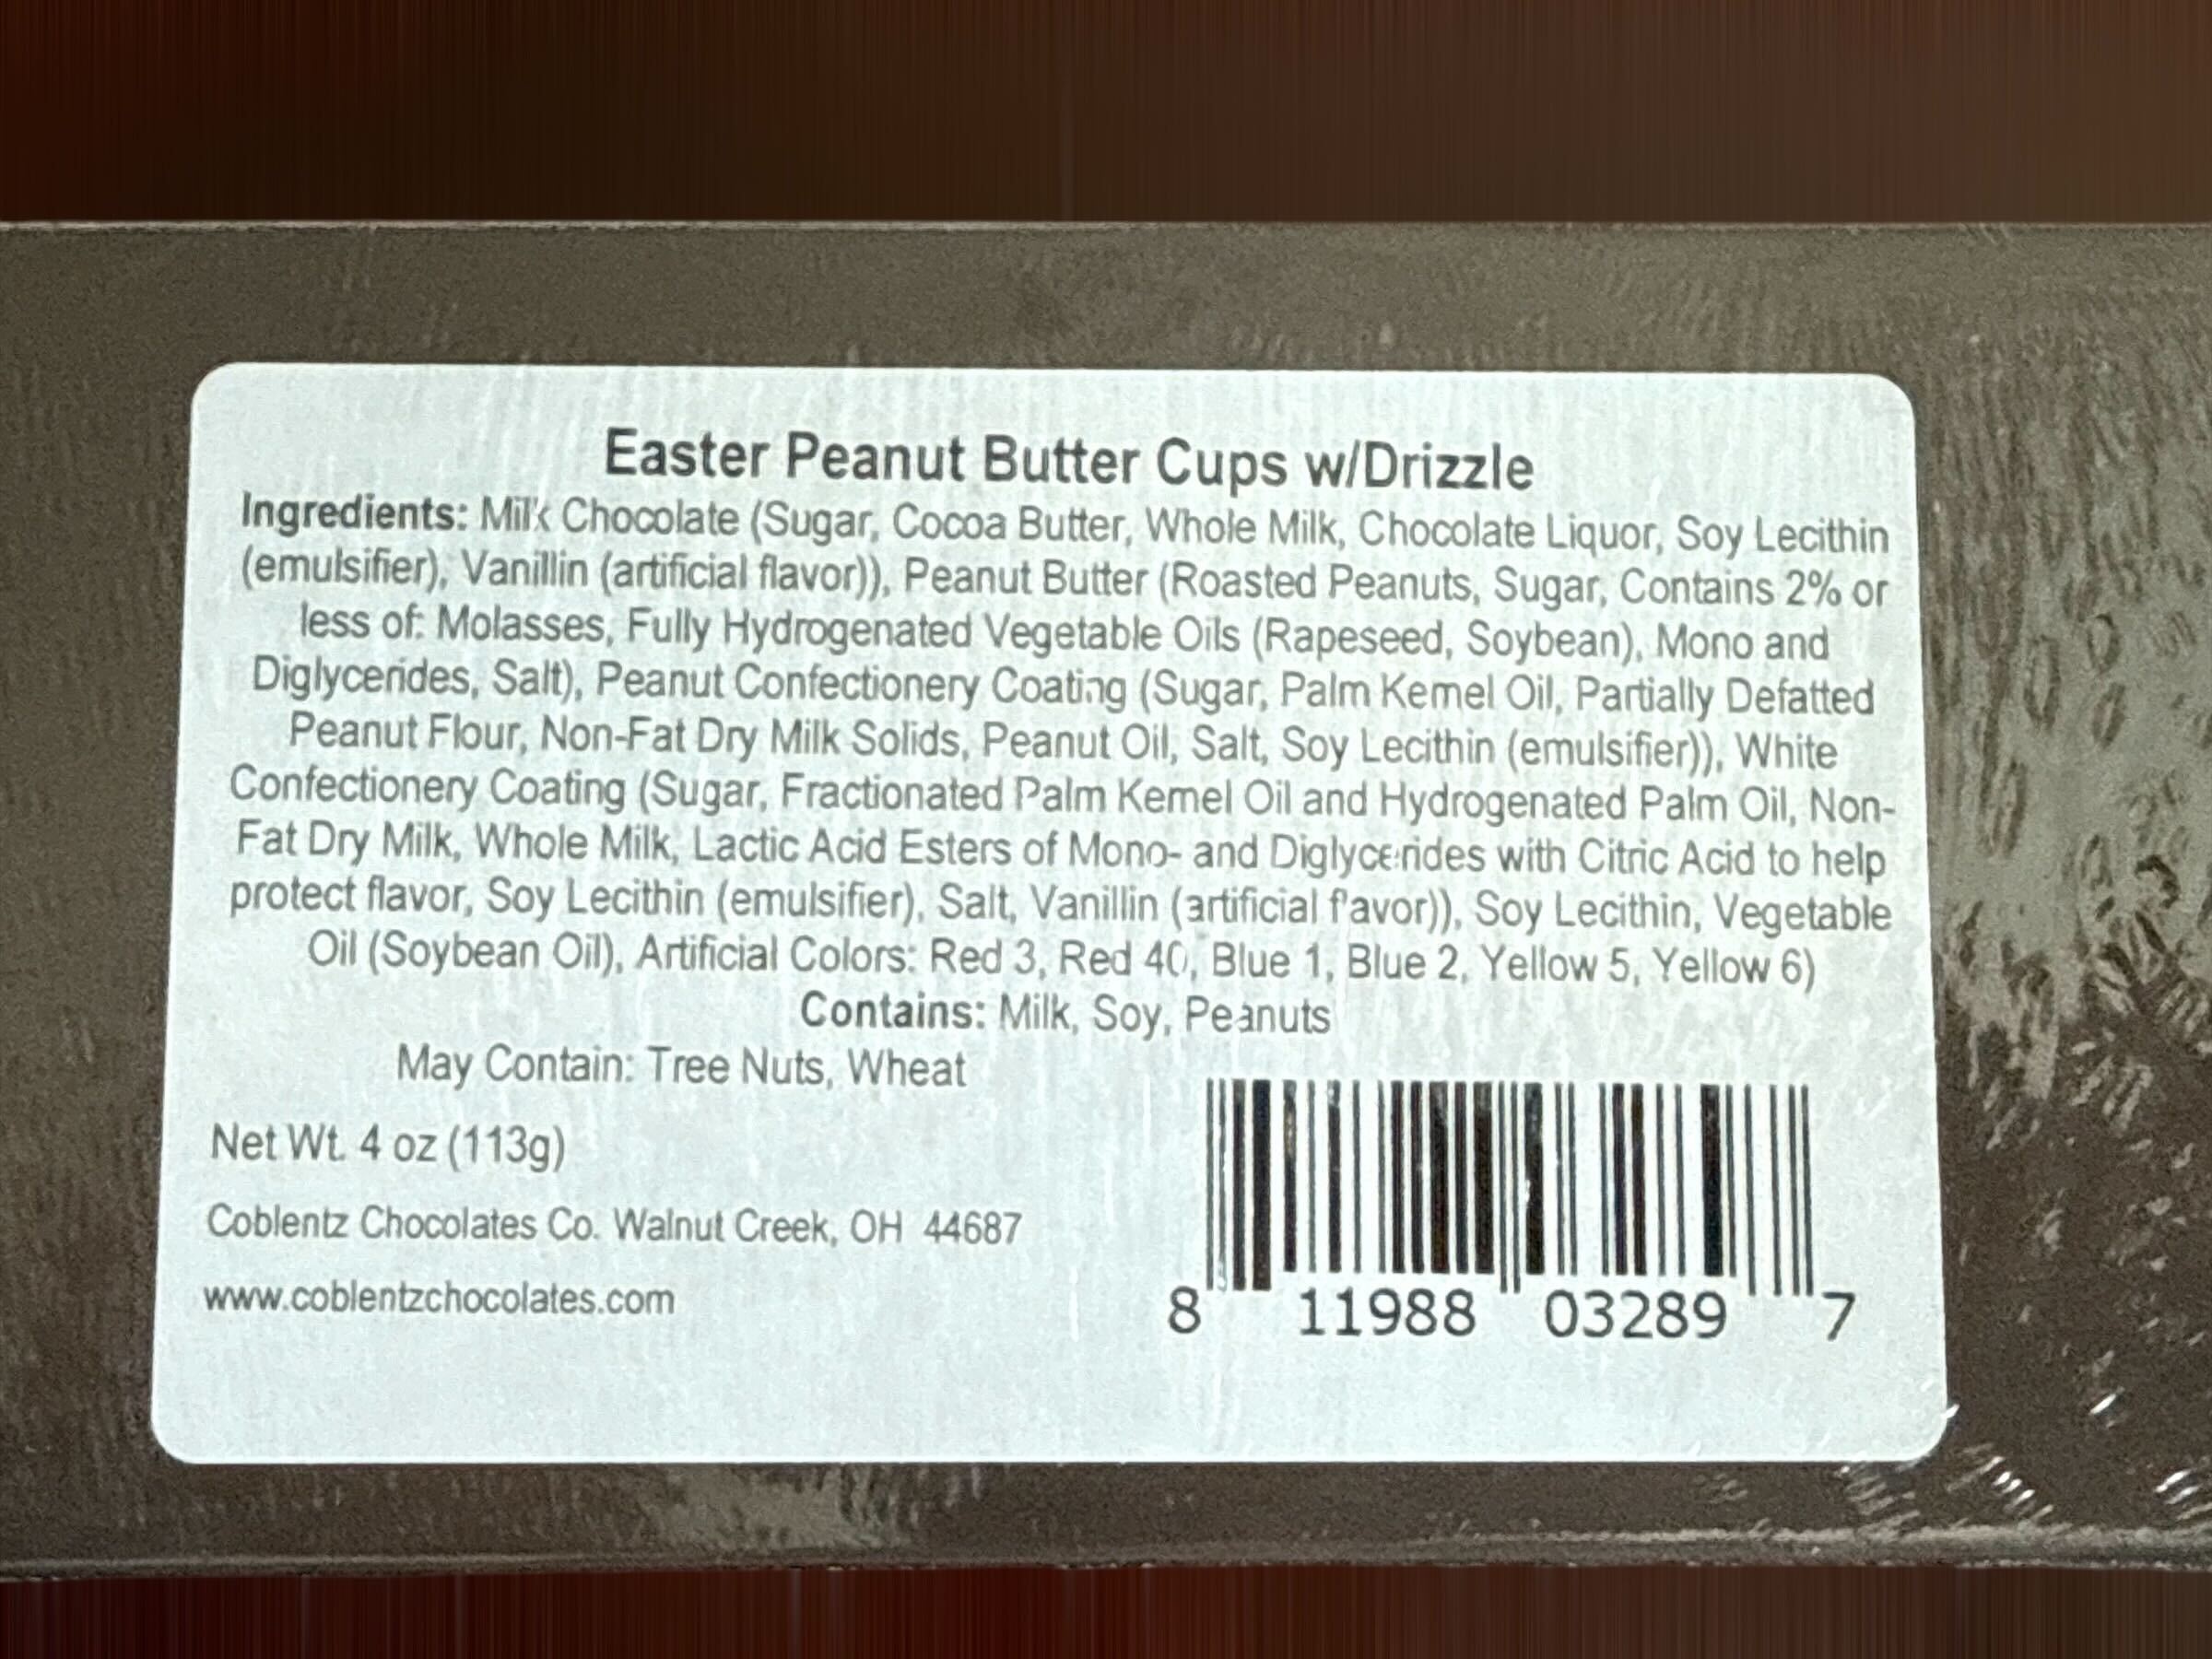 Easter Peanut Butter Cups w/Drizzle
Ingredients: Milk Chocolate (Sugar, Cocoa Butter, Whole Milk, Chocolate Liquor, Soy Lecithin
(emulsifier), Vanillin (artificial flavor)), Peanut Butter (Roasted Peanuts, Sugar, Contains 2% or
less of: Molasses, Fully Hydrogenated Vegetable Oils (Rapeseed, Soybean), Mono and
Diglycerides, Salt), Peanut Confectionery Coating (Sugar, Palm Kernel Oil, Partially Defatted
Peanut Flour, Non-Fat Dry Milk Solids, Peanut Oil, Salt, Soy Lecithin (emulsifier)), White
Confectionery Coating (Sugar, Fractionated Palm Kernel Oil and Hydrogenated Palm Oil, Non-
Fat Dry Milk, Whole Milk, Lactic Acid Esters of Mono- and Diglycerides with Citric Acid to help
protect flavor, Soy Lecithin (emulsifier), Salt, Vanillin (artificial flavor)), Soy Lecithin, Vegetable
Oil (Soybean Oil), Artificial Colors: Red 3, Red 40, Blue 1, Blue 2, Yellow 5, Yellow 6)
Contains: Milk, Soy, Peanuts
May Contain: Tree Nuts, Wheat
Net Wt. 4 oz (113g)
Coblentz Chocolates Co. Walnut Creek, OH 44687
www.coblentzchocolates.com
8 11988 03289 7